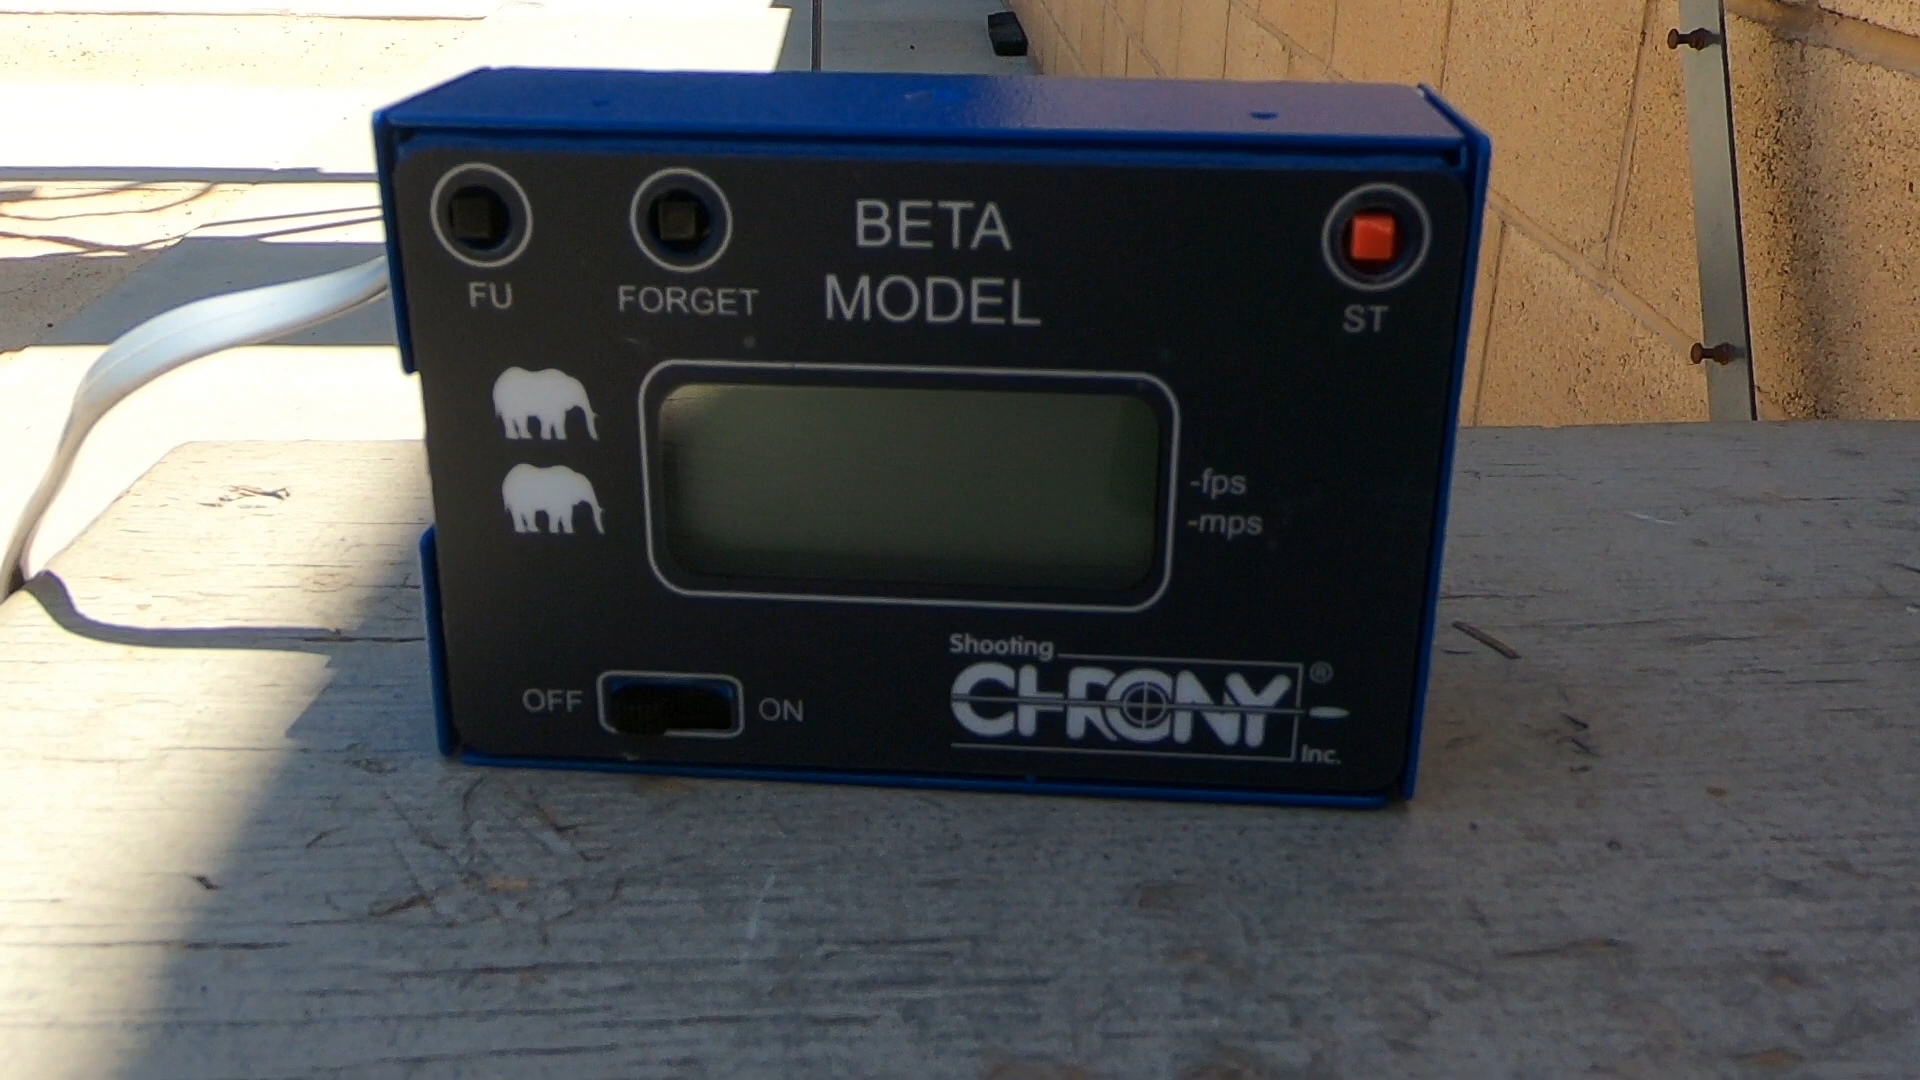 FU
FORGET
BETA
MODEL
ST
-fps
-mps
OFF
ON
Shooting
CHRONY®
Inc.